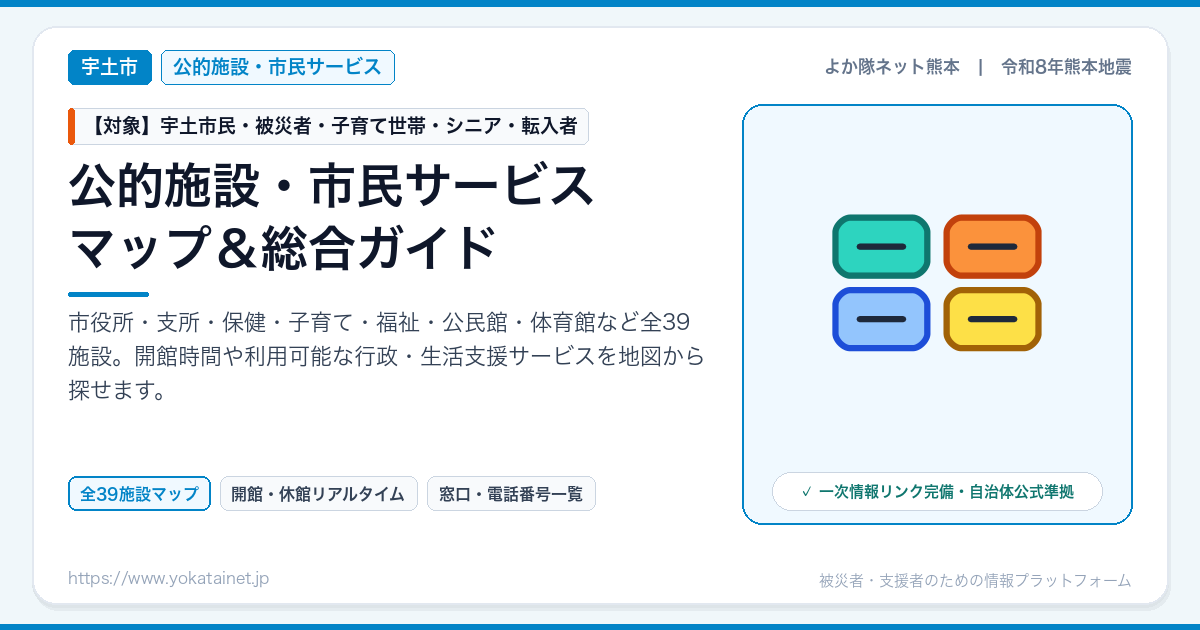 宇土市
公的施設・市民サービス
よか隊ネット熊本 | 令和8年熊本地震
【対象】宇土市民・被災者・子育て世帯・シニア・転入者
公的施設・市民サービス
マップ&総合ガイド
市役所・支所・保健・子育て・福祉・公民館・体育館など全39
施設。開館時間や利用可能な行政・生活支援サービスを地図から
探せます。
全39施設マップ
開館・休館リアルタイム
窓口・電話番号一覧
✓ 一次情報リンク完備・自治体公式準拠
https://www.yokatainet.jp
被災者・支援者のための情報プラットフォーム